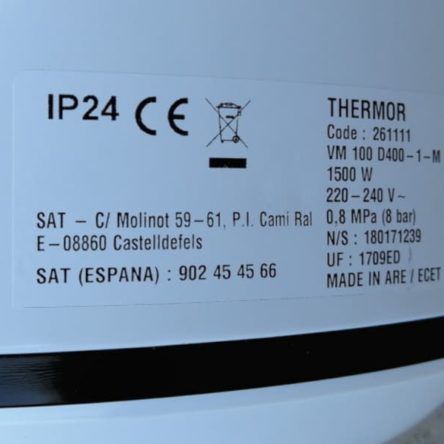 IP24 CE
SAT – C/ Molinot 59–61, P.I. Cami Ral
E–08860 Castelldefels
SAT (ESPANA) : 902 45 45 66
THERMOR
Code : 261111
VM 100 D400–1–M
1500 W
220–240 V~
0,8 MPa (8 bar)
N/S : 180171239
UF : 1709ED
MADE IN ARE / ECET